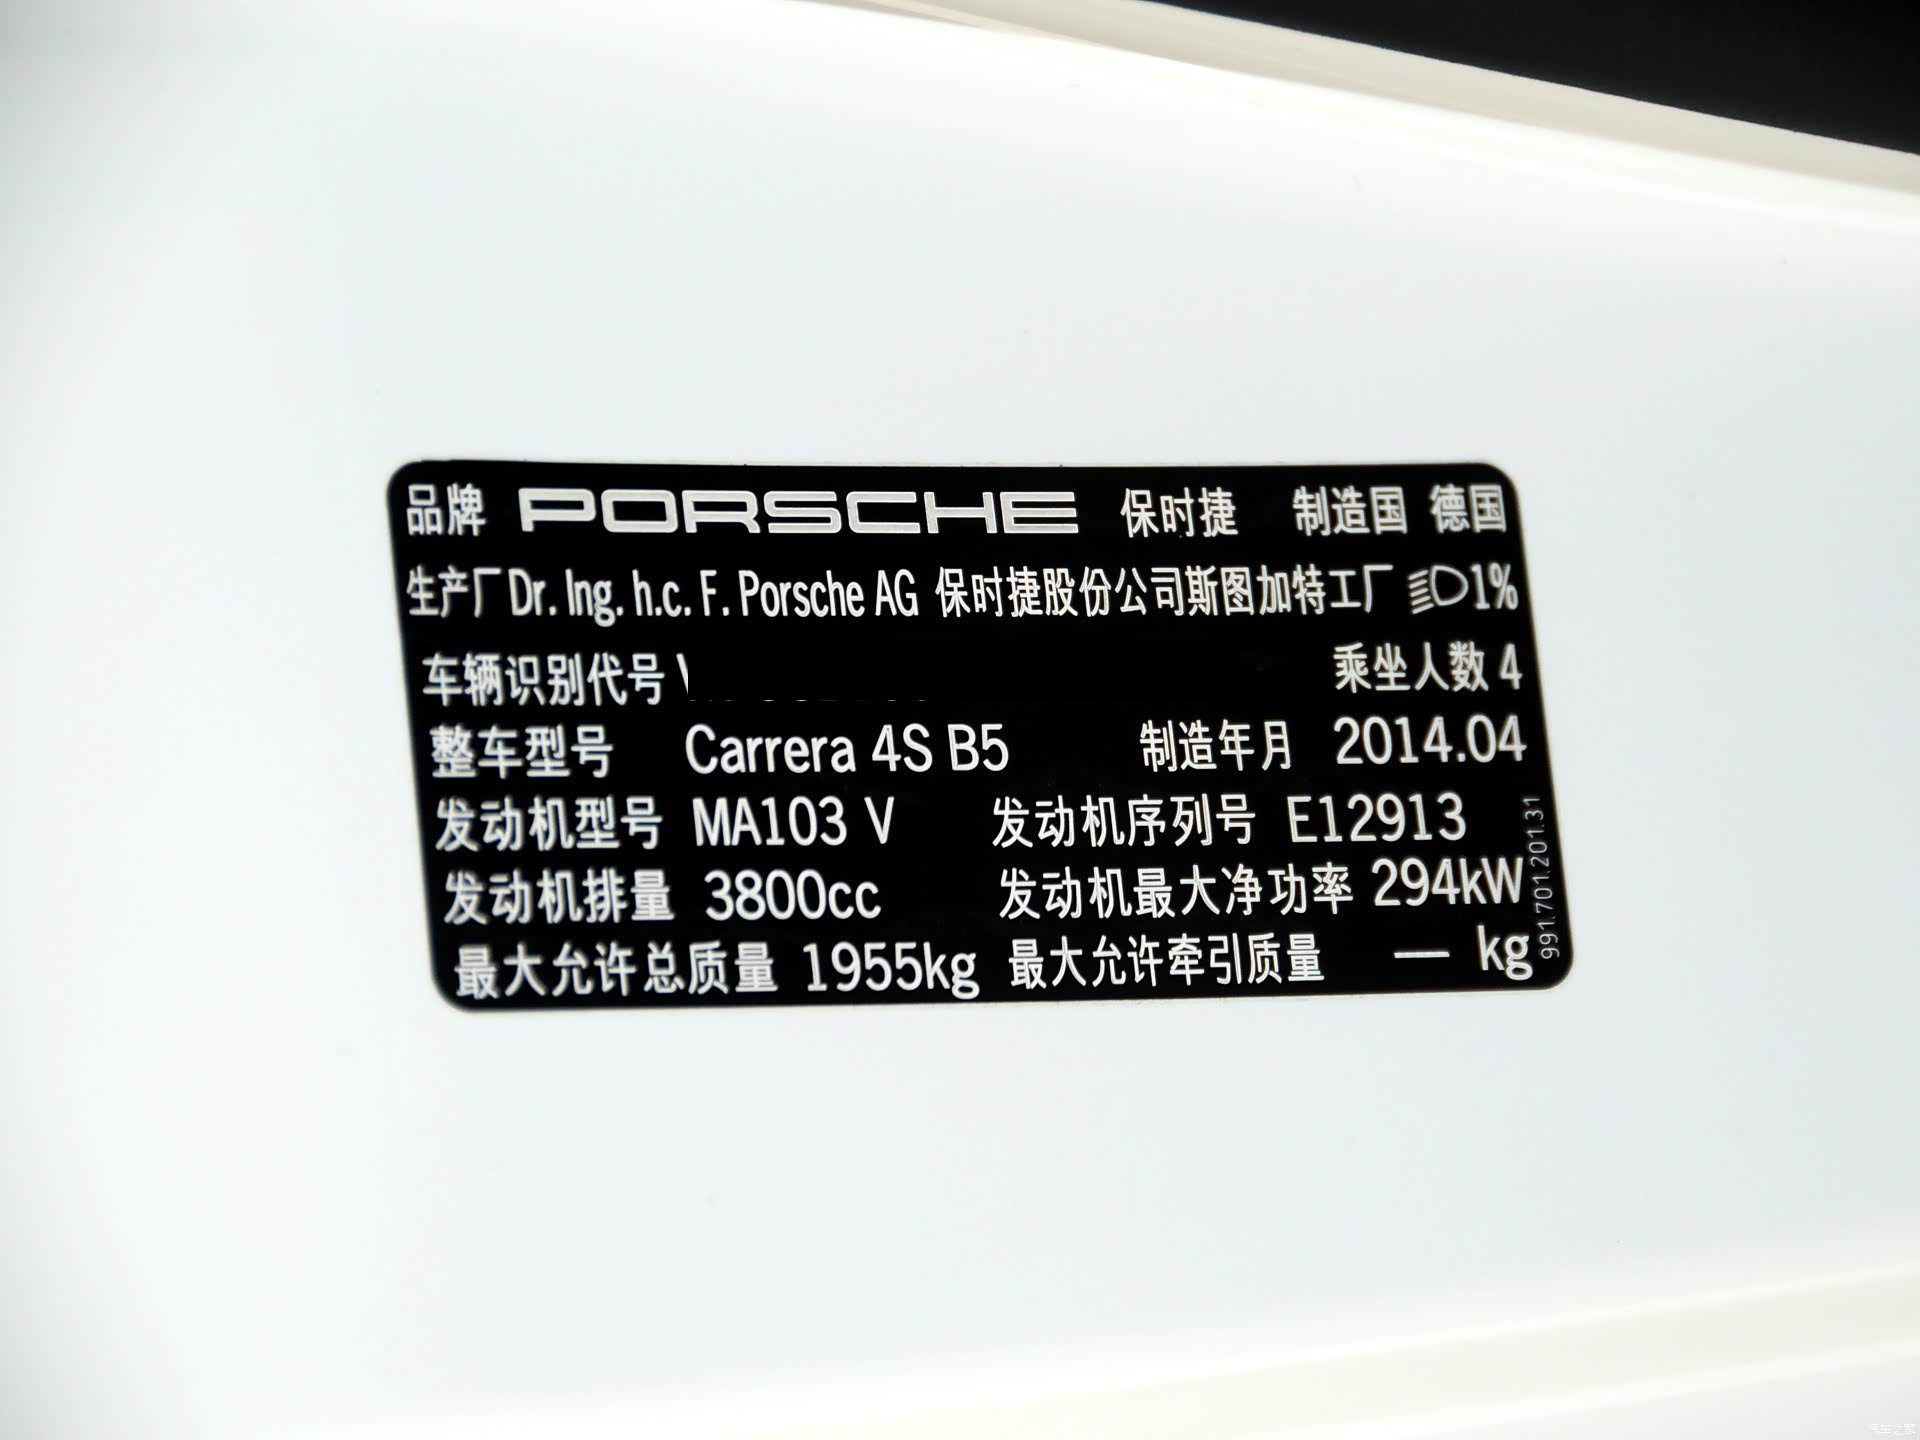 品牌 PORSCHE 保时捷 制造国 德国
生产厂 Dr. Ing. h.c. F. Porsche AG 保时捷股份公司斯图加特工厂 1%
车辆识别代号 乘坐人数 4
整车型号 Carrera 4S B5 制造年月 2014.04
发动机型号 MA103 V 发动机序列号 E12913
发动机排量 3800cc 发动机最大净功率 294kW
最大允许总质量 1955kg 最大允许牵引质量 — kg
991.701.201.31
汽车之家